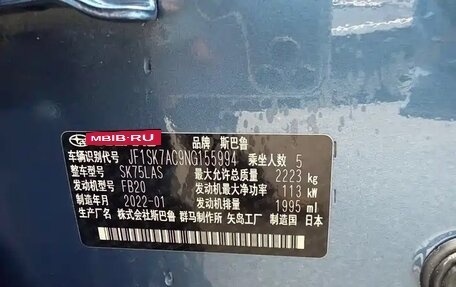 MBIB.RU
品牌 斯巴鲁
车辆识别代号 JF1SK7AC9NG155994 乘坐人数 5
整车型号 SK75LAS 最大允许总质量 2223 kg
发动机型号 FB20 发动机最大净功率 113 kW
制造年月 2022-01 发动机排量 1995 ml
生产厂名 株式会社斯巴鲁 群马制作所 矢岛工厂 制造国 日本